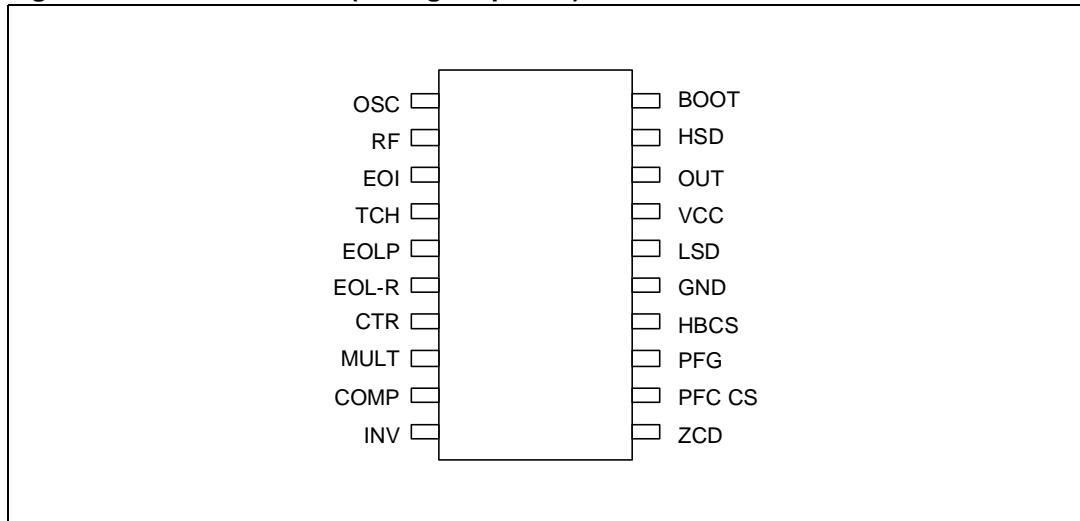 OSC
RF
EOI
TCH
EOLP
EOL-R
CTR
MULT
COMP
INV
BOOT
HSD
OUT
VCC
LSD
GND
HBCS
PFG
PFC CS
ZCD